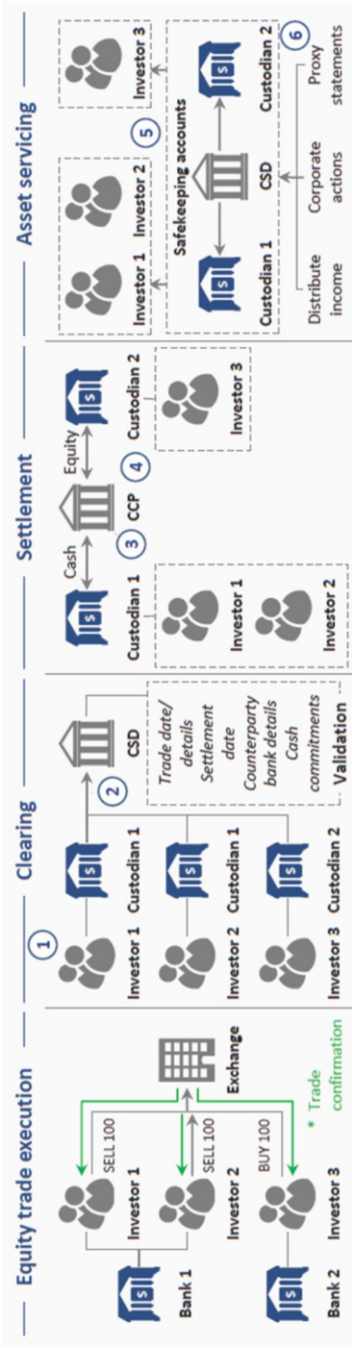 Equity trade execution
Clearing
Settlement
Asset servicing
Bank 1
Bank 2
Investor 1
Investor 2
Investor 3
SELL 100
SELL 100
BUY 100
Exchange
* Trade
confirmation
1
Investor 1
Investor 2
Investor 3
Custodian 1
Custodian 1
Custodian 2
2
CSD
Trade date/
details
Settlement
date
Counterparty
bank details
Cash
commitments
Validation
Custodian 1
Cash
3
CCP
Equity
4
Custodian 2
Investor 1
Investor 2
Investor 3
Investor 1
Investor 2
Investor 3
5
Safekeeping accounts
Custodian 1
CSD
Custodian 2
6
Distribute
income
Corporate
actions
Proxy
statements